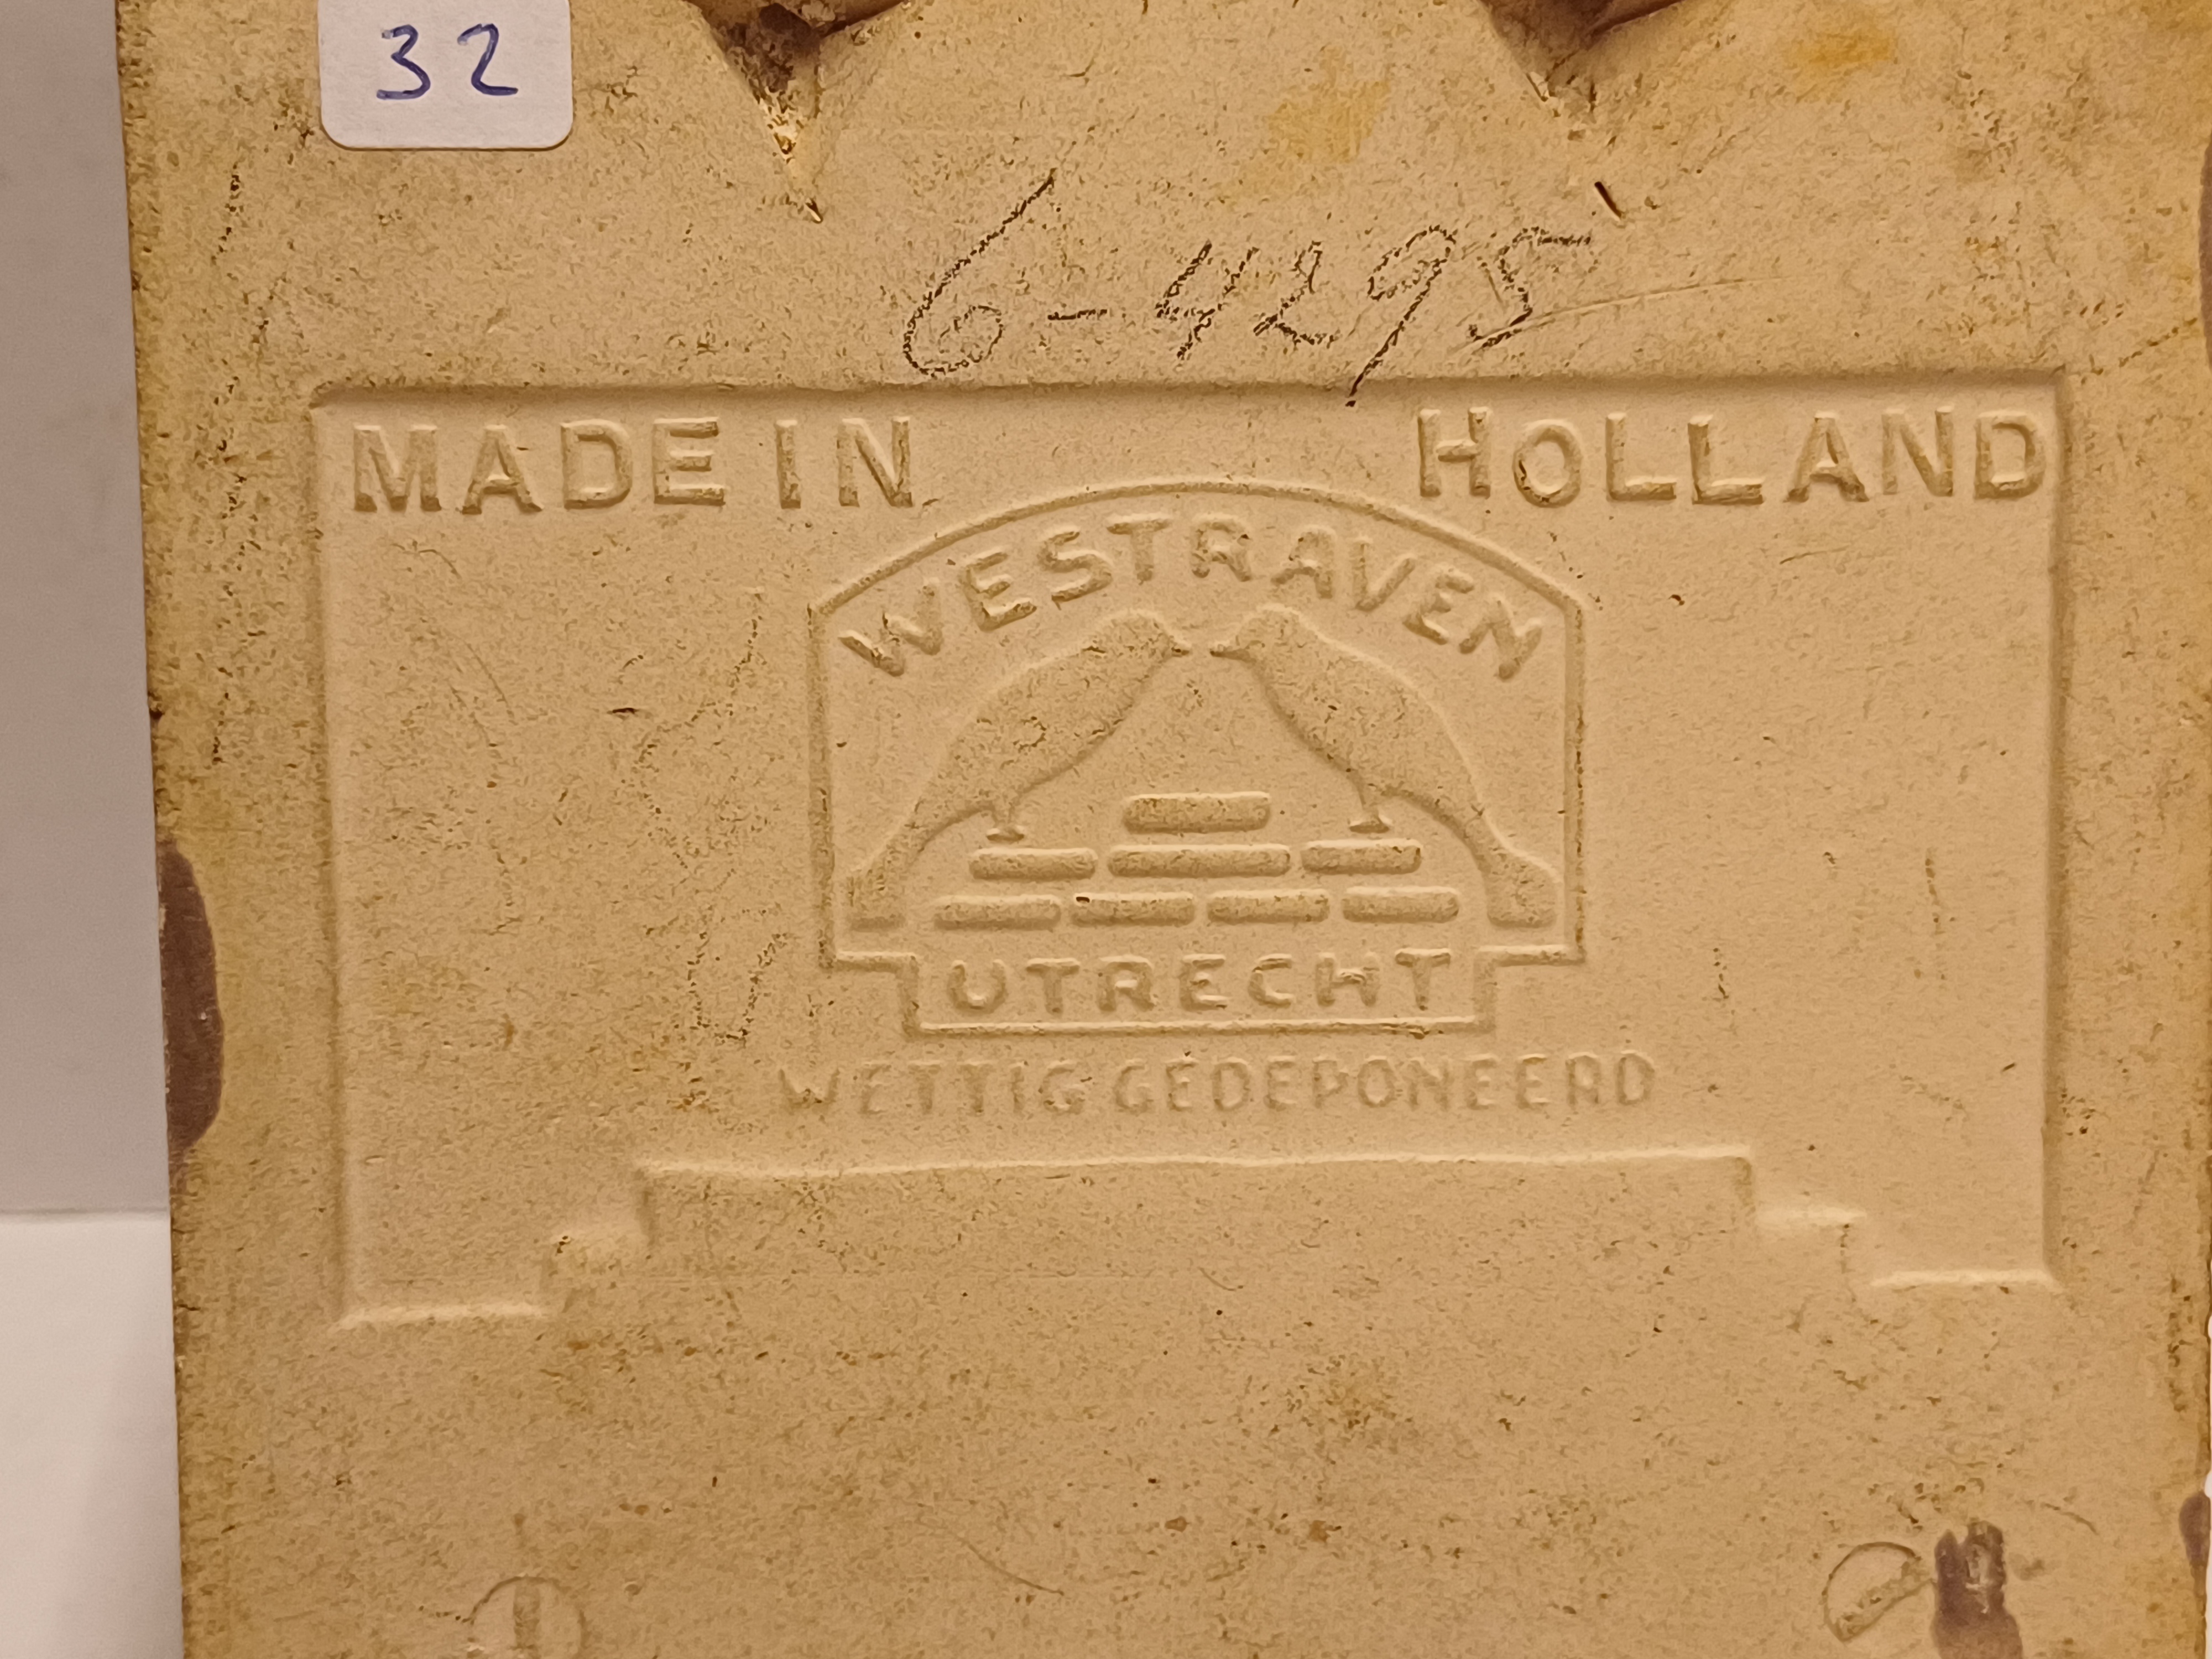 32
6-4295
MADE IN HOLLAND
WESTRAVEN
UTRECHT
WETTIG GEDEPONEERD